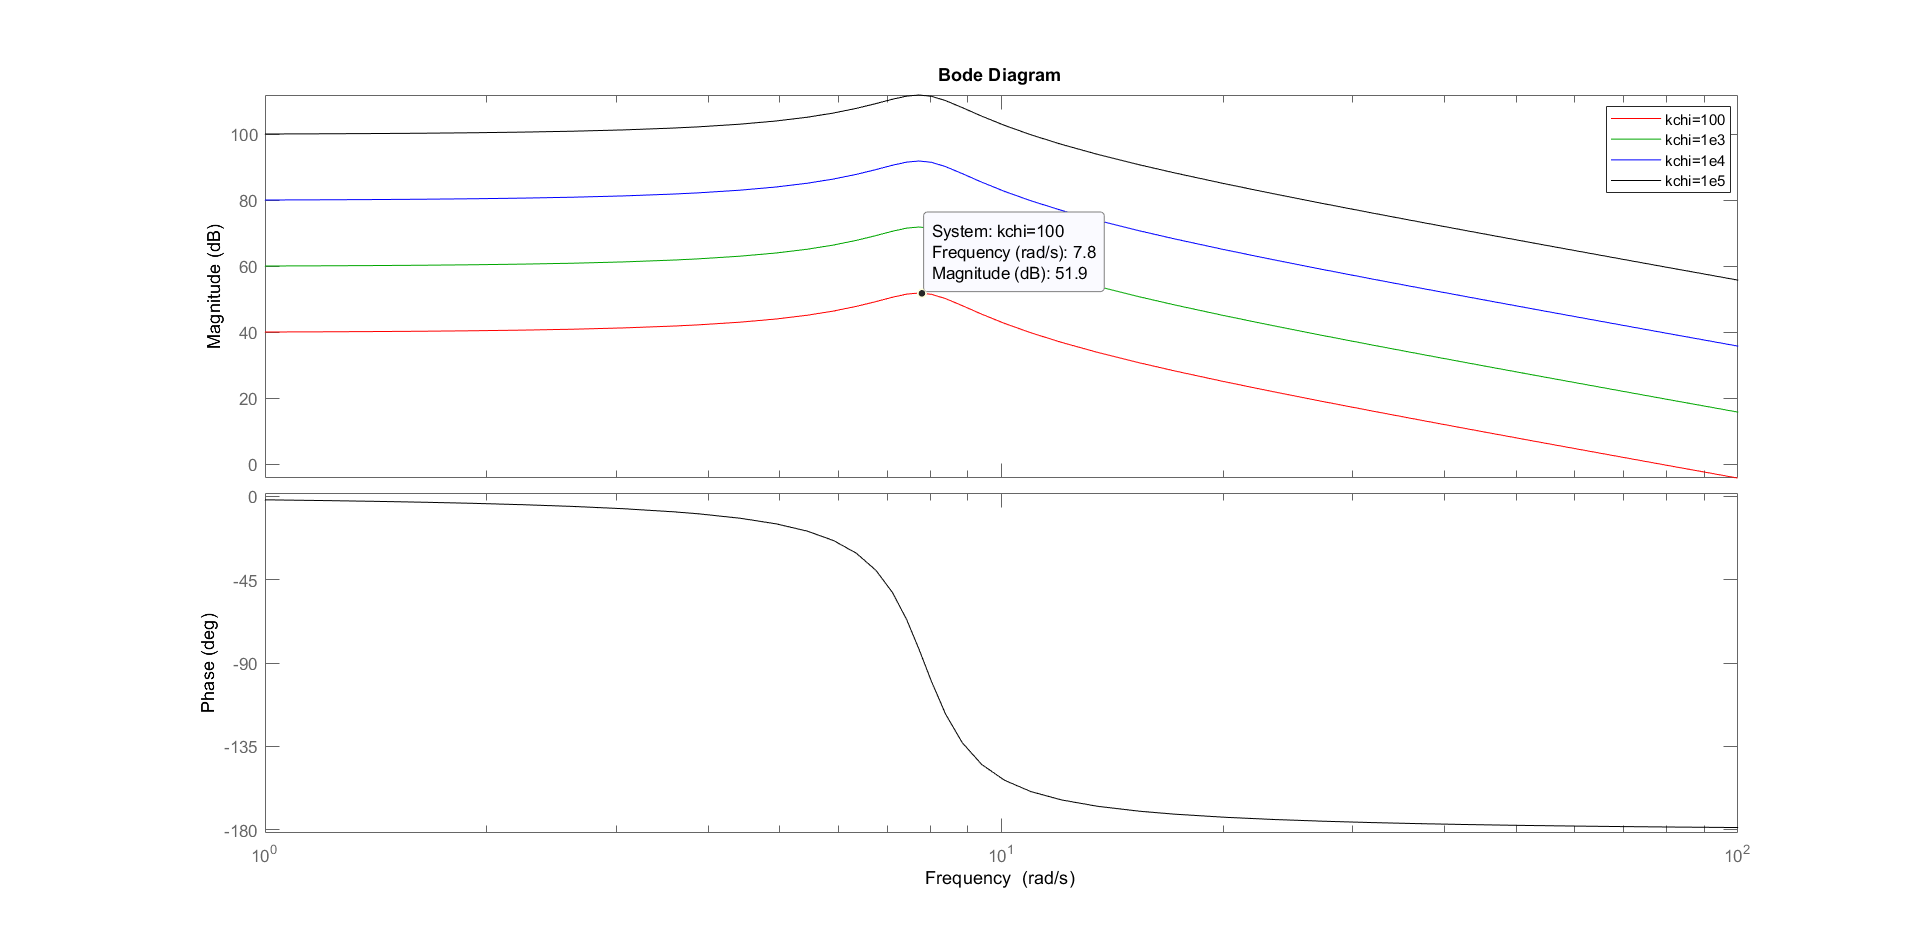 Bode Diagram
Magnitude (dB)
100
80
60
40
20
0
kchi=100
kchi=1e3
kchi=1e4
kchi=1e5
System: kchi=100
Frequency (rad/s): 7.8
Magnitude (dB): 51.9
Phase (deg)
0
-45
-90
-135
-180
10^0 10^1 10^2
Frequency (rad/s)